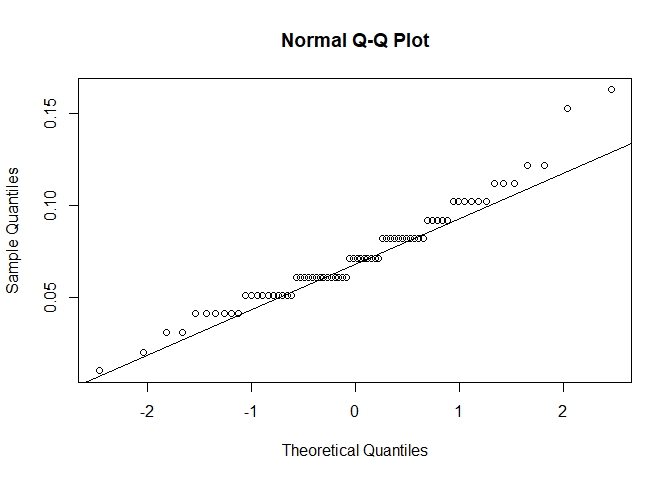 Normal Q-Q Plot
Sample Quantiles
0.15
0.10
0.05
-2 -1 0 1 2
Theoretical Quantiles